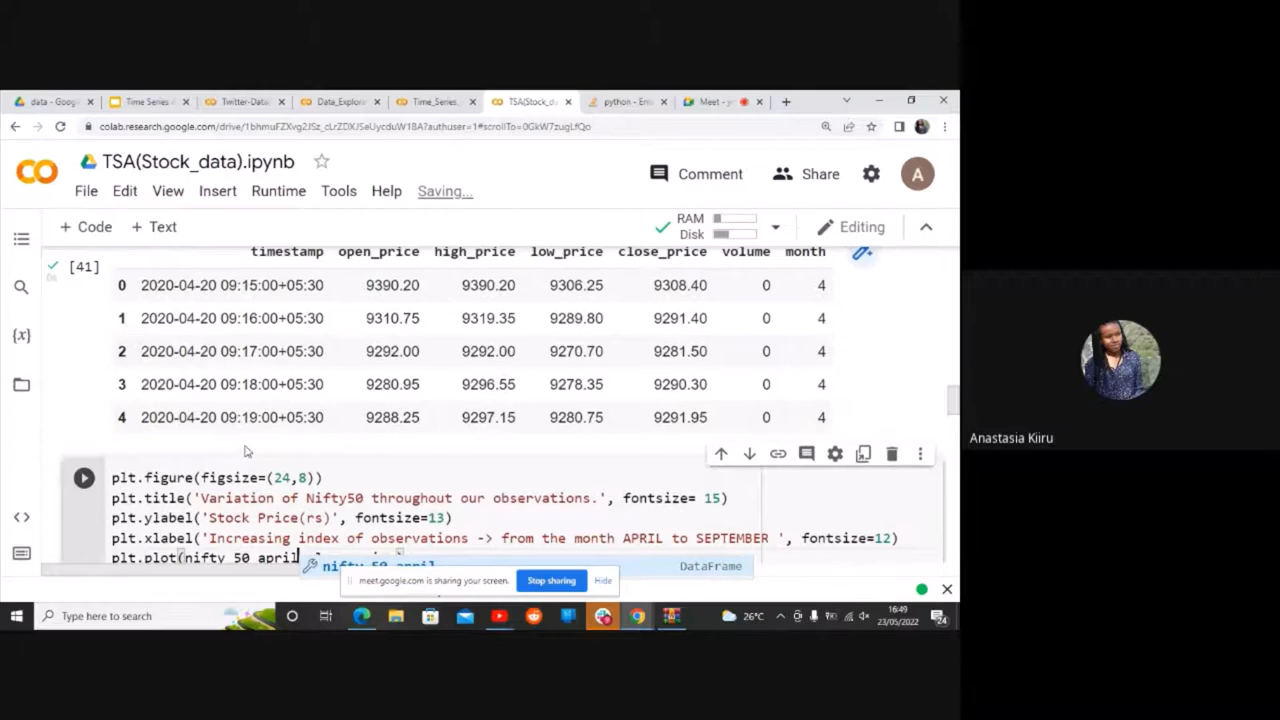 data - Goog
Time Series
Twitter-Data
Data_Explora
Time_Series_
TSA(Stock_da
python - Erro
Meet - y
colab.research.google.com/drive/1bhmuFZXvg2JSz_cLrZDXJSeUycduW18A?authuser=1#scrollTo=0GkW7zugLfQo
TSA(Stock_data).ipynb
Comment
Share
A
File Edit View Insert Runtime Tools Help Saving...
+ Code + Text
RAM
Disk
Editing
timestamp open_price high_price low_price close_price volume month
[41]
0 2020-04-20 09:15:00+05:30 9390.20 9390.20 9306.25 9308.40 0 4
1 2020-04-20 09:16:00+05:30 9310.75 9319.35 9289.80 9291.40 0 4
2 2020-04-20 09:17:00+05:30 9292.00 9292.00 9270.70 9281.50 0 4
3 2020-04-20 09:18:00+05:30 9280.95 9296.55 9278.35 9290.30 0 4
4 2020-04-20 09:19:00+05:30 9288.25 9297.15 9280.75 9291.95 0 4
plt.figure(figsize=(24,8))
plt.title('Variation of Nifty50 throughout our observations.', fontsize= 15)
plt.ylabel('Stock Price(rs)', fontsize=13)
plt.xlabel('Increasing index of observations -> from the month APRIL to SEPTEMBER ', fontsize=12)
plt.plot(nifty_50_april
nifty_50_april DataFrame
meet.google.com is sharing your screen. Stop sharing Hide
Type here to search
26°C
16:49
23/05/2022
24
Anastasia Kiiru